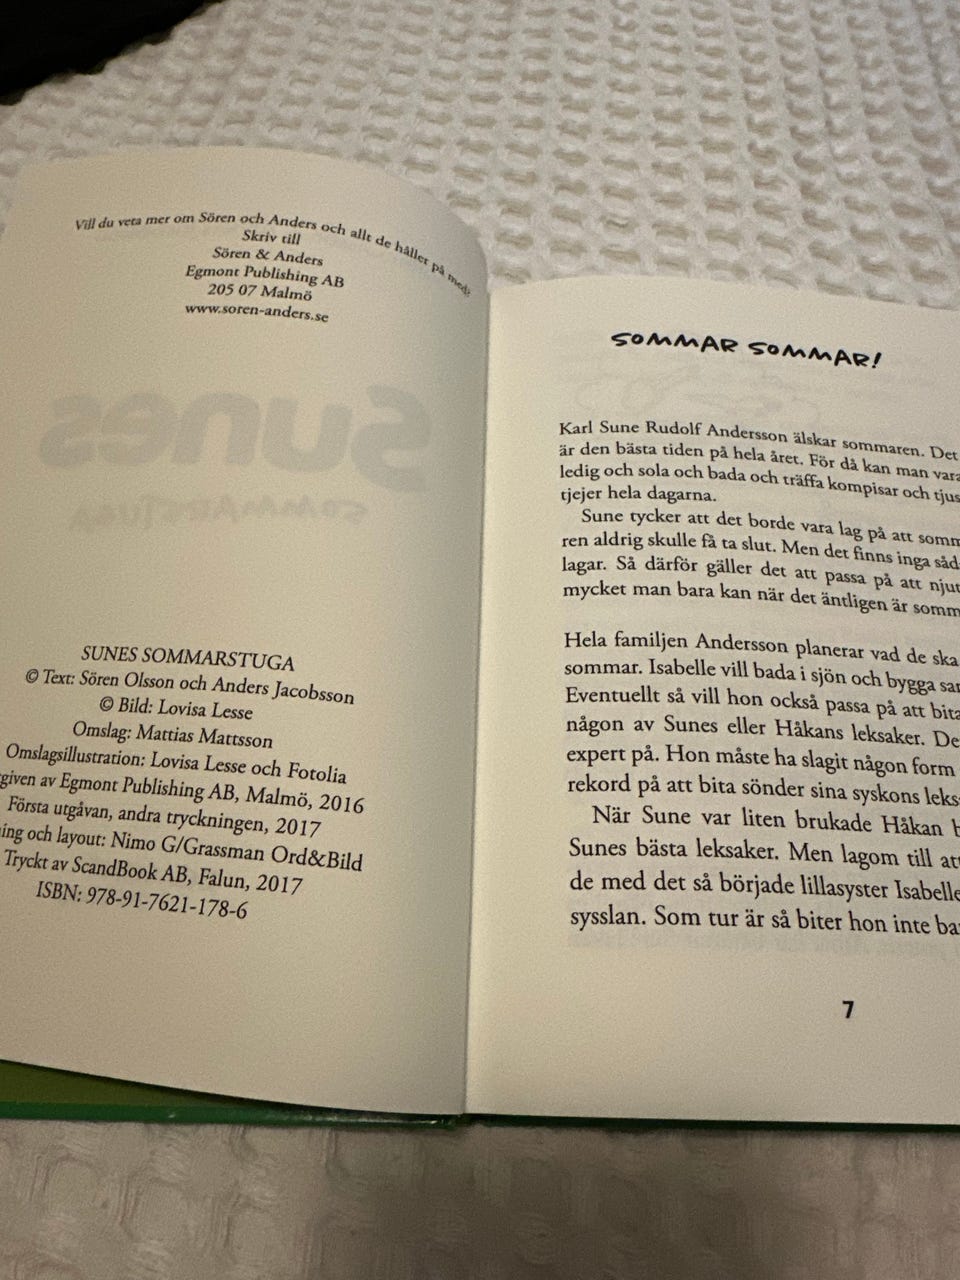 Vill du veta mer om Sören och Anders och allt de håller på med?
Skriv till
Sören & Anders
Egmont Publishing AB
205 07 Malmö
www.soren-anders.se
Sunes
SOMMARSTUGA
SUNES SOMMARSTUGA
© Text: Sören Olsson och Anders Jacobsson
© Bild: Lovisa Lesse
Omslag: Mattias Mattsson
Omslagsillustration: Lovisa Lesse och Fotolia
given av Egmont Publishing AB, Malmö, 2016
Första utgåvan, andra tryckningen, 2017
ing och layout: Nimo G/Grassman Ord&Bild
Tryckt av ScandBook AB, Falun, 2017
ISBN: 978-91-7621-178-6
SOMMAR SOMMAR!
Karl Sune Rudolf Andersson älskar sommaren. Det
är den bästa tiden på hela året. För då kan man vara
ledig och sola och bada och träffa kompisar och tjus
tjejer hela dagarna.
Sune tycker att det borde vara lag på att somm
ren aldrig skulle få ta slut. Men det finns inga såd
lagar. Så därför gäller det att passa på att njut
mycket man bara kan när det äntligen är somm
Hela familjen Andersson planerar vad de ska
sommar. Isabelle vill bada i sjön och bygga san
Eventuellt så vill hon också passa på att bita
någon av Sunes eller Håkans leksaker. De
expert på. Hon måste ha slagit någon form
rekord på att bita sönder sina syskons leks
När Sune var liten brukade Håkan b
Sunes bästa leksaker. Men lagom till att
de med det så började lillasyster Isabelle
sysslan. Som tur är så biter hon inte ba
7